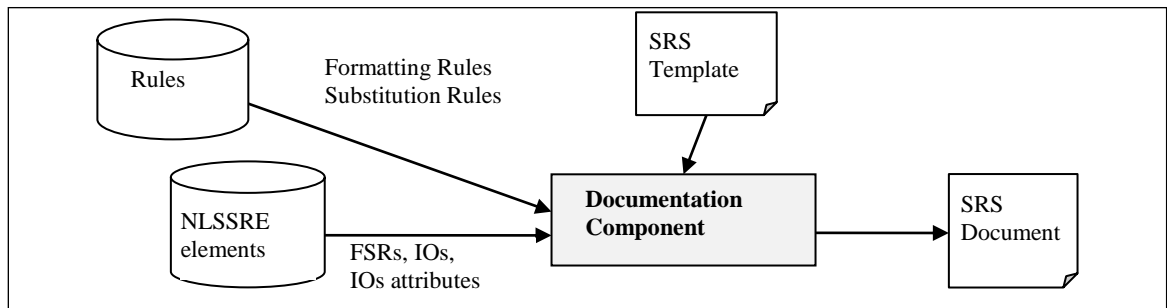 Rules
Formatting Rules
Substitution Rules
SRS
Template
NLSSRE
elements
FSRs, IOs,
IOs attributes
Documentation
Component
SRS
Document